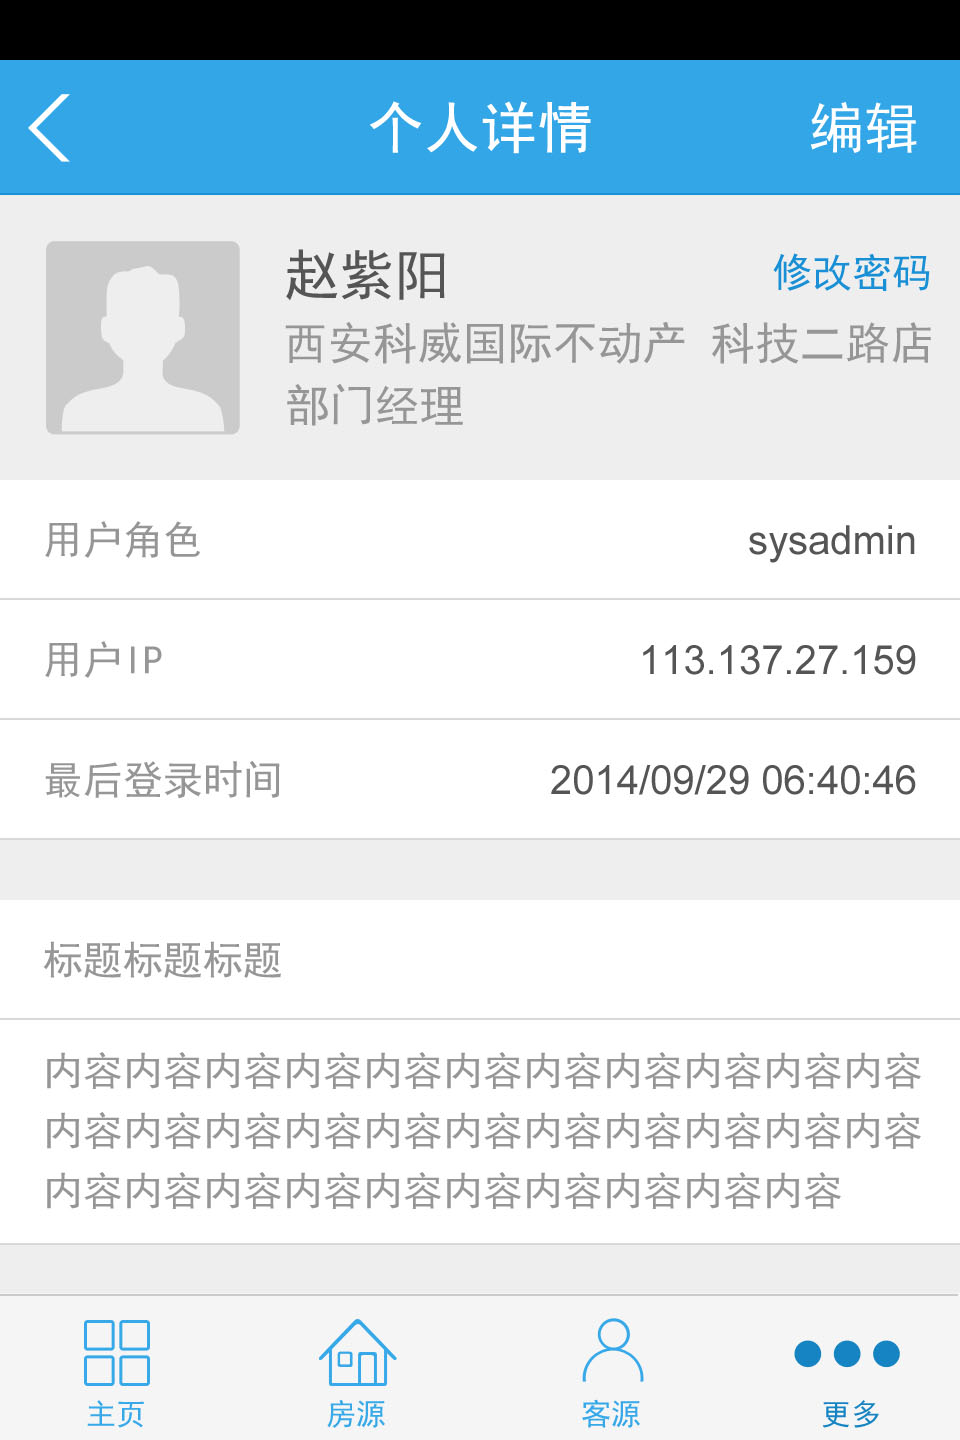 个人详情 编辑
赵紫阳 修改密码
西安科威国际不动产 科技二路店
部门经理
用户角色 sysadmin
用户IP 113.137.27.159
最后登录时间 2014/09/29 06:40:46
标题标题标题
内容内容内容内容内容内容内容内容内容内容内容
内容内容内容内容内容内容内容内容内容内容内容
内容内容内容内容内容内容内容内容内容内容
主页 房源 客源 更多